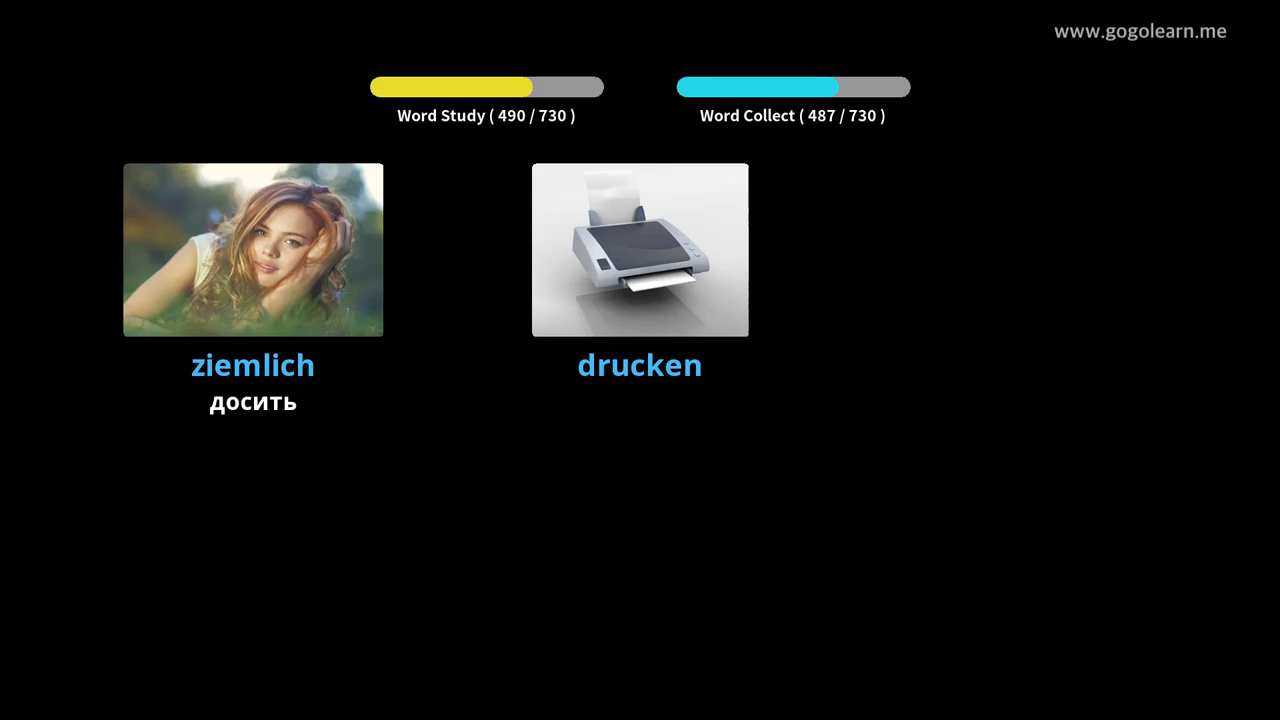 www.gogolearn.me
Word Study ( 490 / 730 )
Word Collect ( 487 / 730 )
ziemlich
досить
drucken